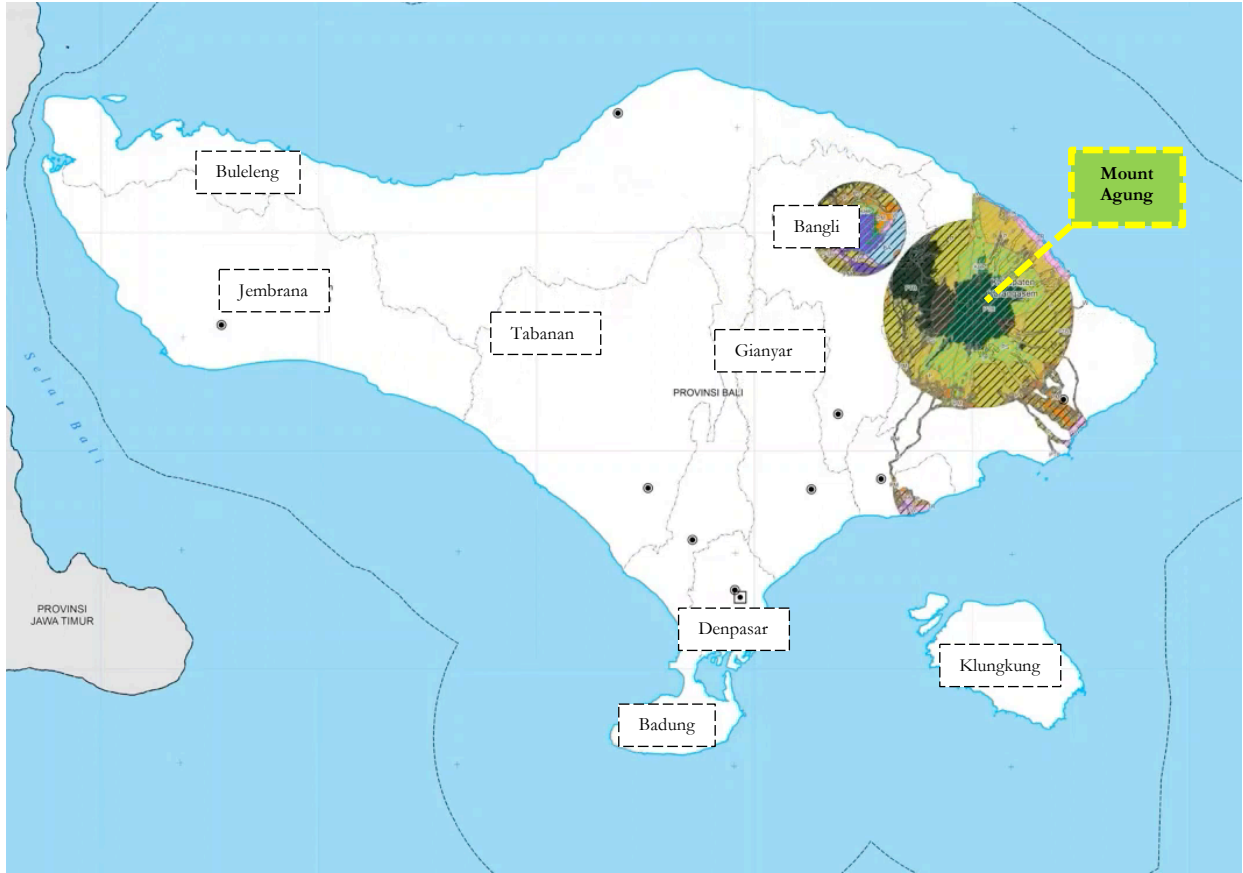 Mount
Agung
Buleleng
Bangli
Jembrana
Tabanan
Gianyar
PROVINSI BALI
Selat Bali
PROVINSI
JAWA TIMUR
Denpasar
Klungkung
Badung